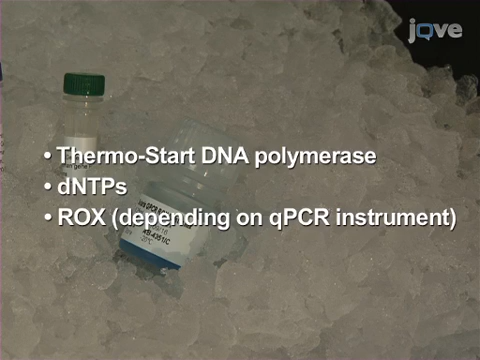 jove
• Thermo-Start DNA polymerase
• dNTPs
• ROX (depending on qPCR instrument)